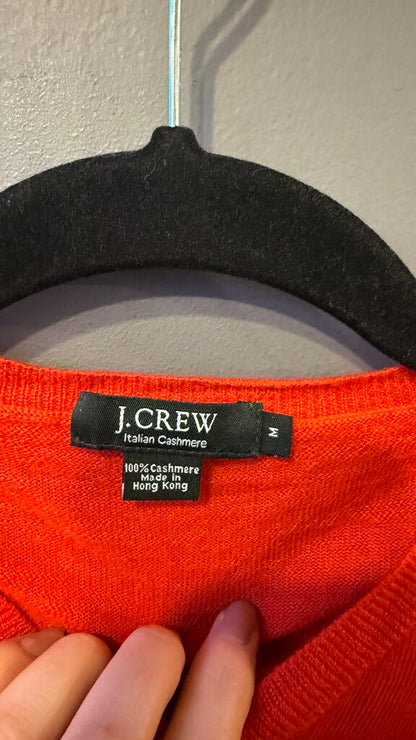 J.CREW
Italian Cashmere
M
100% Cashmere
Made in
Hong Kong